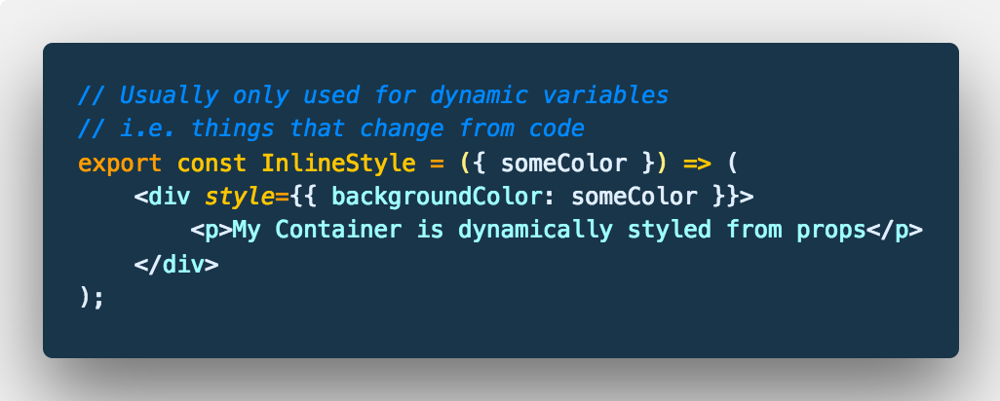 // Usually only used for dynamic variables
// i.e. things that change from code
export const InlineStyle = ({ someColor }) => (
    <div style={{ backgroundColor: someColor }}>
        <p>My Container is dynamically styled from props</p>
    </div>
);